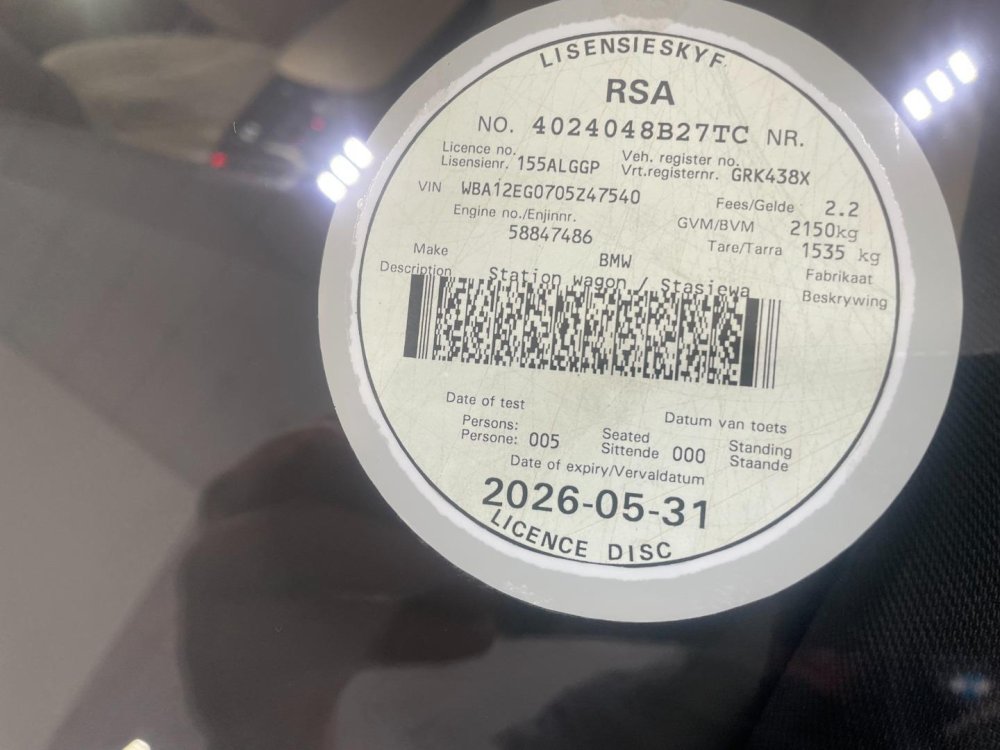 LISENSIESKYF
RSA
NO. 4024048B27TC NR.
Licence no. Veh. register no.
Lisensienr. 155ALGGP Vrt.registernr. GRK438X
VIN WBA12EG0705Z47540 Fees/Gelde 2.2
Engine no./Enjinnr. GVM/BVM 2150kg
58847486 Tare/Tarra 1535 kg
Make BMW Fabrikaat
Description Station wagon / Stasiewa Beskrywing
Date of test Datum van toets
Persons: Seated Standing
Persone: 005 Sittende 000 Staande
Date of expiry/Vervaldatum
2026-05-31
LICENCE DISC